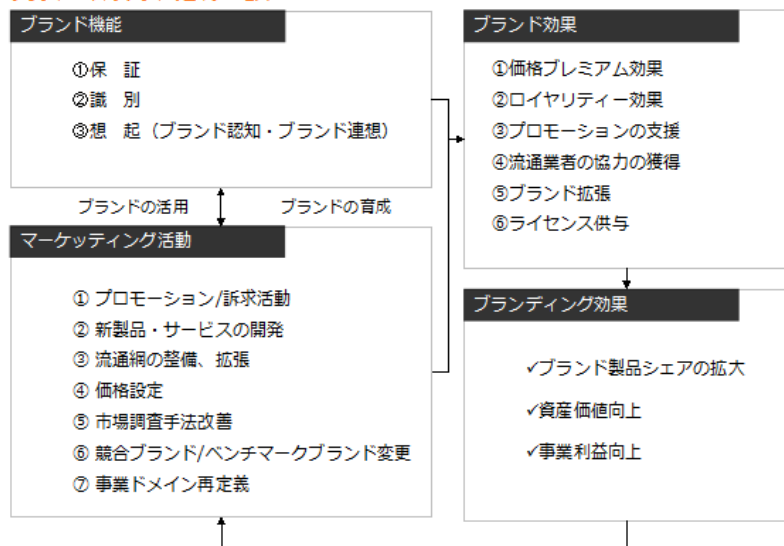 ブランド機能
①保　証
②識　別
③想　起（ブランド認知・ブランド連想）
ブランドの活用
ブランドの育成
マーケッティング活動
① プロモーション/訴求活動
② 新製品・サービスの開発
③ 流通網の整備、拡張
④ 価格設定
⑤ 市場調査手法改善
⑥ 競合ブランド/ベンチマークブランド変更
⑦ 事業ドメイン再定義
ブランド効果
①価格プレミアム効果
②ロイヤリティー効果
③プロモーションの支援
④流通業者の協力の獲得
⑤ブランド拡張
⑥ライセンス供与
ブランディング効果
✓ブランド製品シェアの拡大
✓資産価値向上
✓事業利益向上